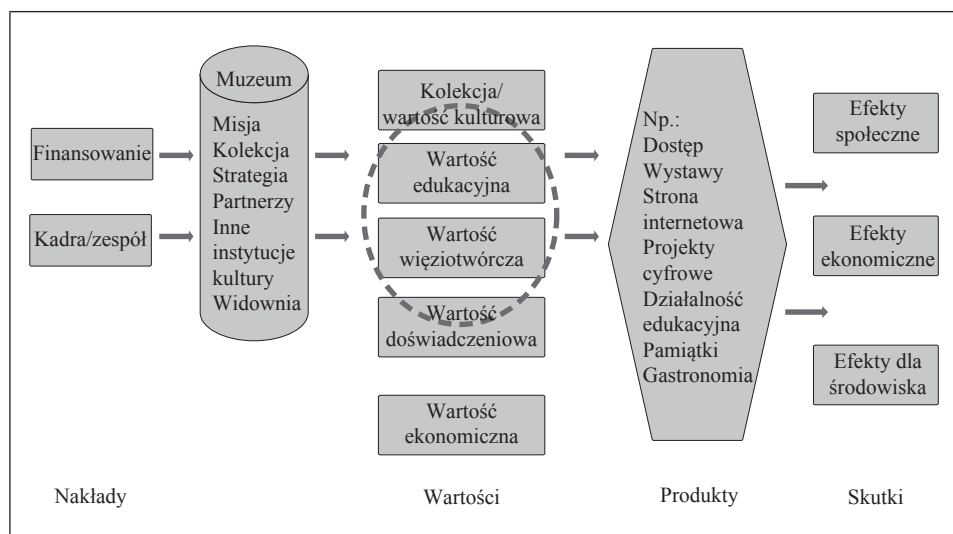 Finansowanie
Kadra/zespół
Nakłady
Muzeum
Misja
Kolekcja
Strategia
Partnerzy
Inne
instytucje
kultury
Widownia
Kolekcja/
wartość kulturowa
Wartość
edukacyjna
Wartość
więziotwórcza
Wartość
doświadczeniowa
Wartość
ekonomiczna
Wartości
Np.:
Dostęp
Wystawy
Strona
internetowa
Projekty
cyfrowe
Działalność
edukacyjna
Pamiątki
Gastronomia
Produkty
Efekty
społeczne
Efekty
ekonomiczne
Efekty dla
środowiska
Skutki